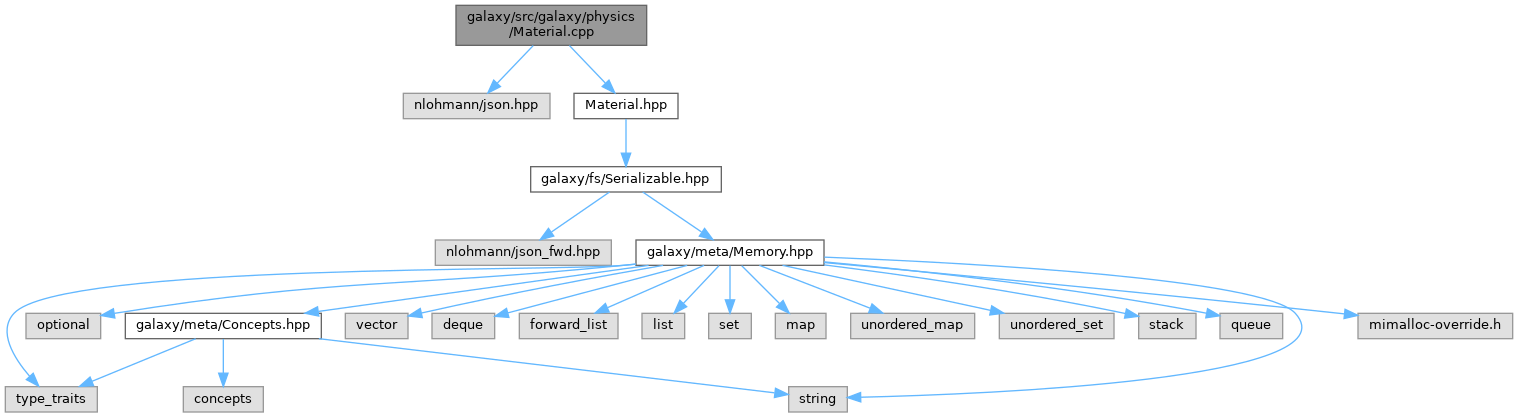 galaxy/src/galaxy/physics
/Material.cpp
nlohmann/json.hpp
Material.hpp
galaxy/fs/Serializable.hpp
nlohmann/json_fwd.hpp
galaxy/meta/Memory.hpp
optional
galaxy/meta/Concepts.hpp
vector
deque
forward_list
list
set
map
unordered_map
unordered_set
stack
queue
mimalloc-override.h
type_traits
concepts
string